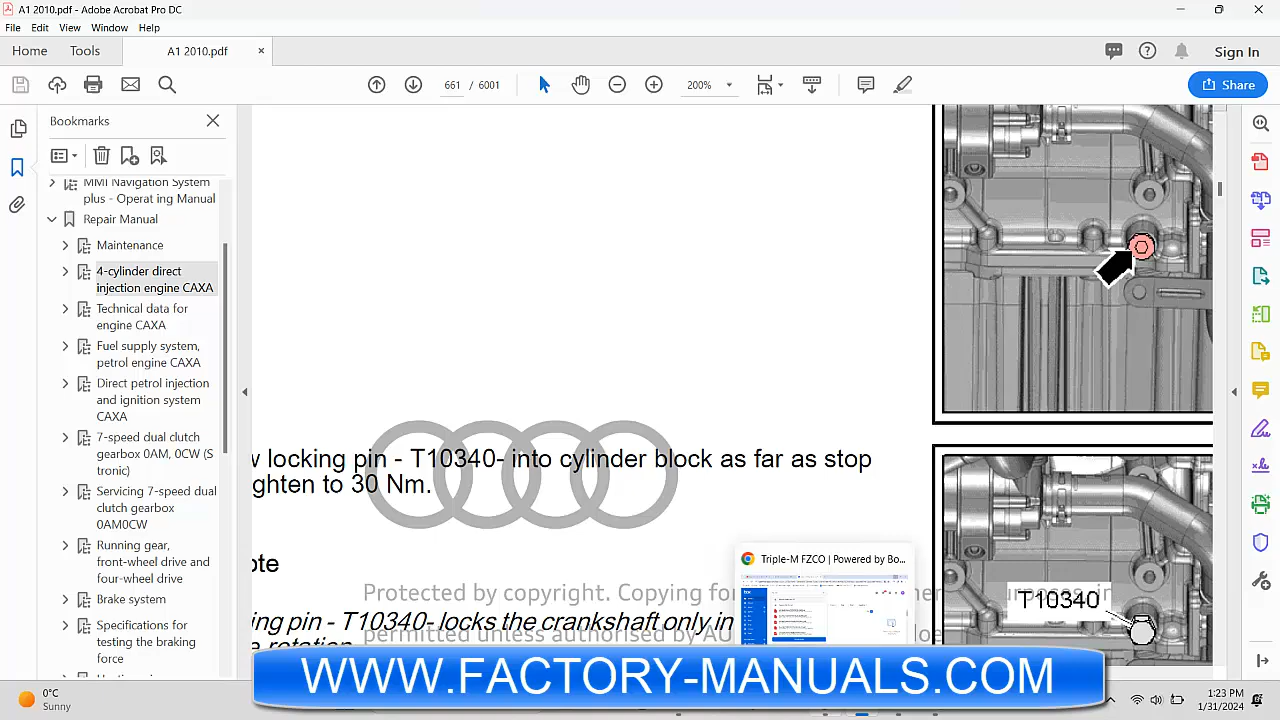 A1 2010.pdf - Adobe Acrobat Pro DC
File Edit View Window Help
Home Tools A1 2010.pdf × Sign In
661 / 6001 200% Share
Bookmarks
MMI Navigation System
plus - Operating Manual
Repair Manual
Maintenance
4-cylinder direct
injection engine CAXA
Technical data for
engine CAXA
Fuel supply system,
petrol engine CAXA
Direct petrol injection
and ignition system
CAXA
7-speed dual clutch
gearbox 0AM, 0CW (S
tronic)
Servicing 7-speed dual
clutch gearbox
0AM0CW
Running gear,
front-wheel drive and
four-wheel drive
Brake system
Specifications for
testing the braking
force
w locking pin - T10340- into cylinder block as far as stop
ghten to 30 Nm.
ote
Triple-M FZCO | Powered by Bo...
Protected by copyright. Copying for
ing pin - T10340- locks the crankshaft only in
permitted unless authorised by AU
T10340
WWW.FACTORY-MANUALS.COM
0°C
Sunny
1:23 PM
1/31/2024